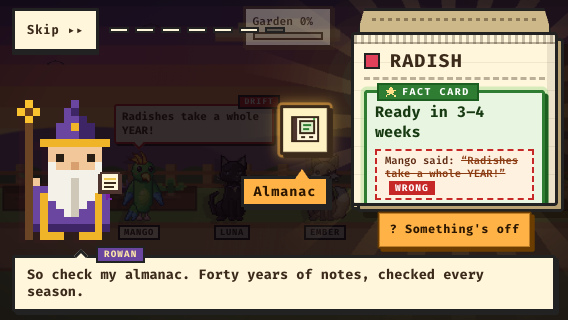 Skip ▸▸
Garden 0%
RADISH
FACT CARD
Ready in 3–4
weeks
Mango said: “Radishes
take a whole YEAR!”
WRONG
DRIFT
Radishes take a whole
YEAR!
Almanac
MANGO
LUNA
EMBER
? Something's off
ROWAN
So check my almanac. Forty years of notes, checked every
season.